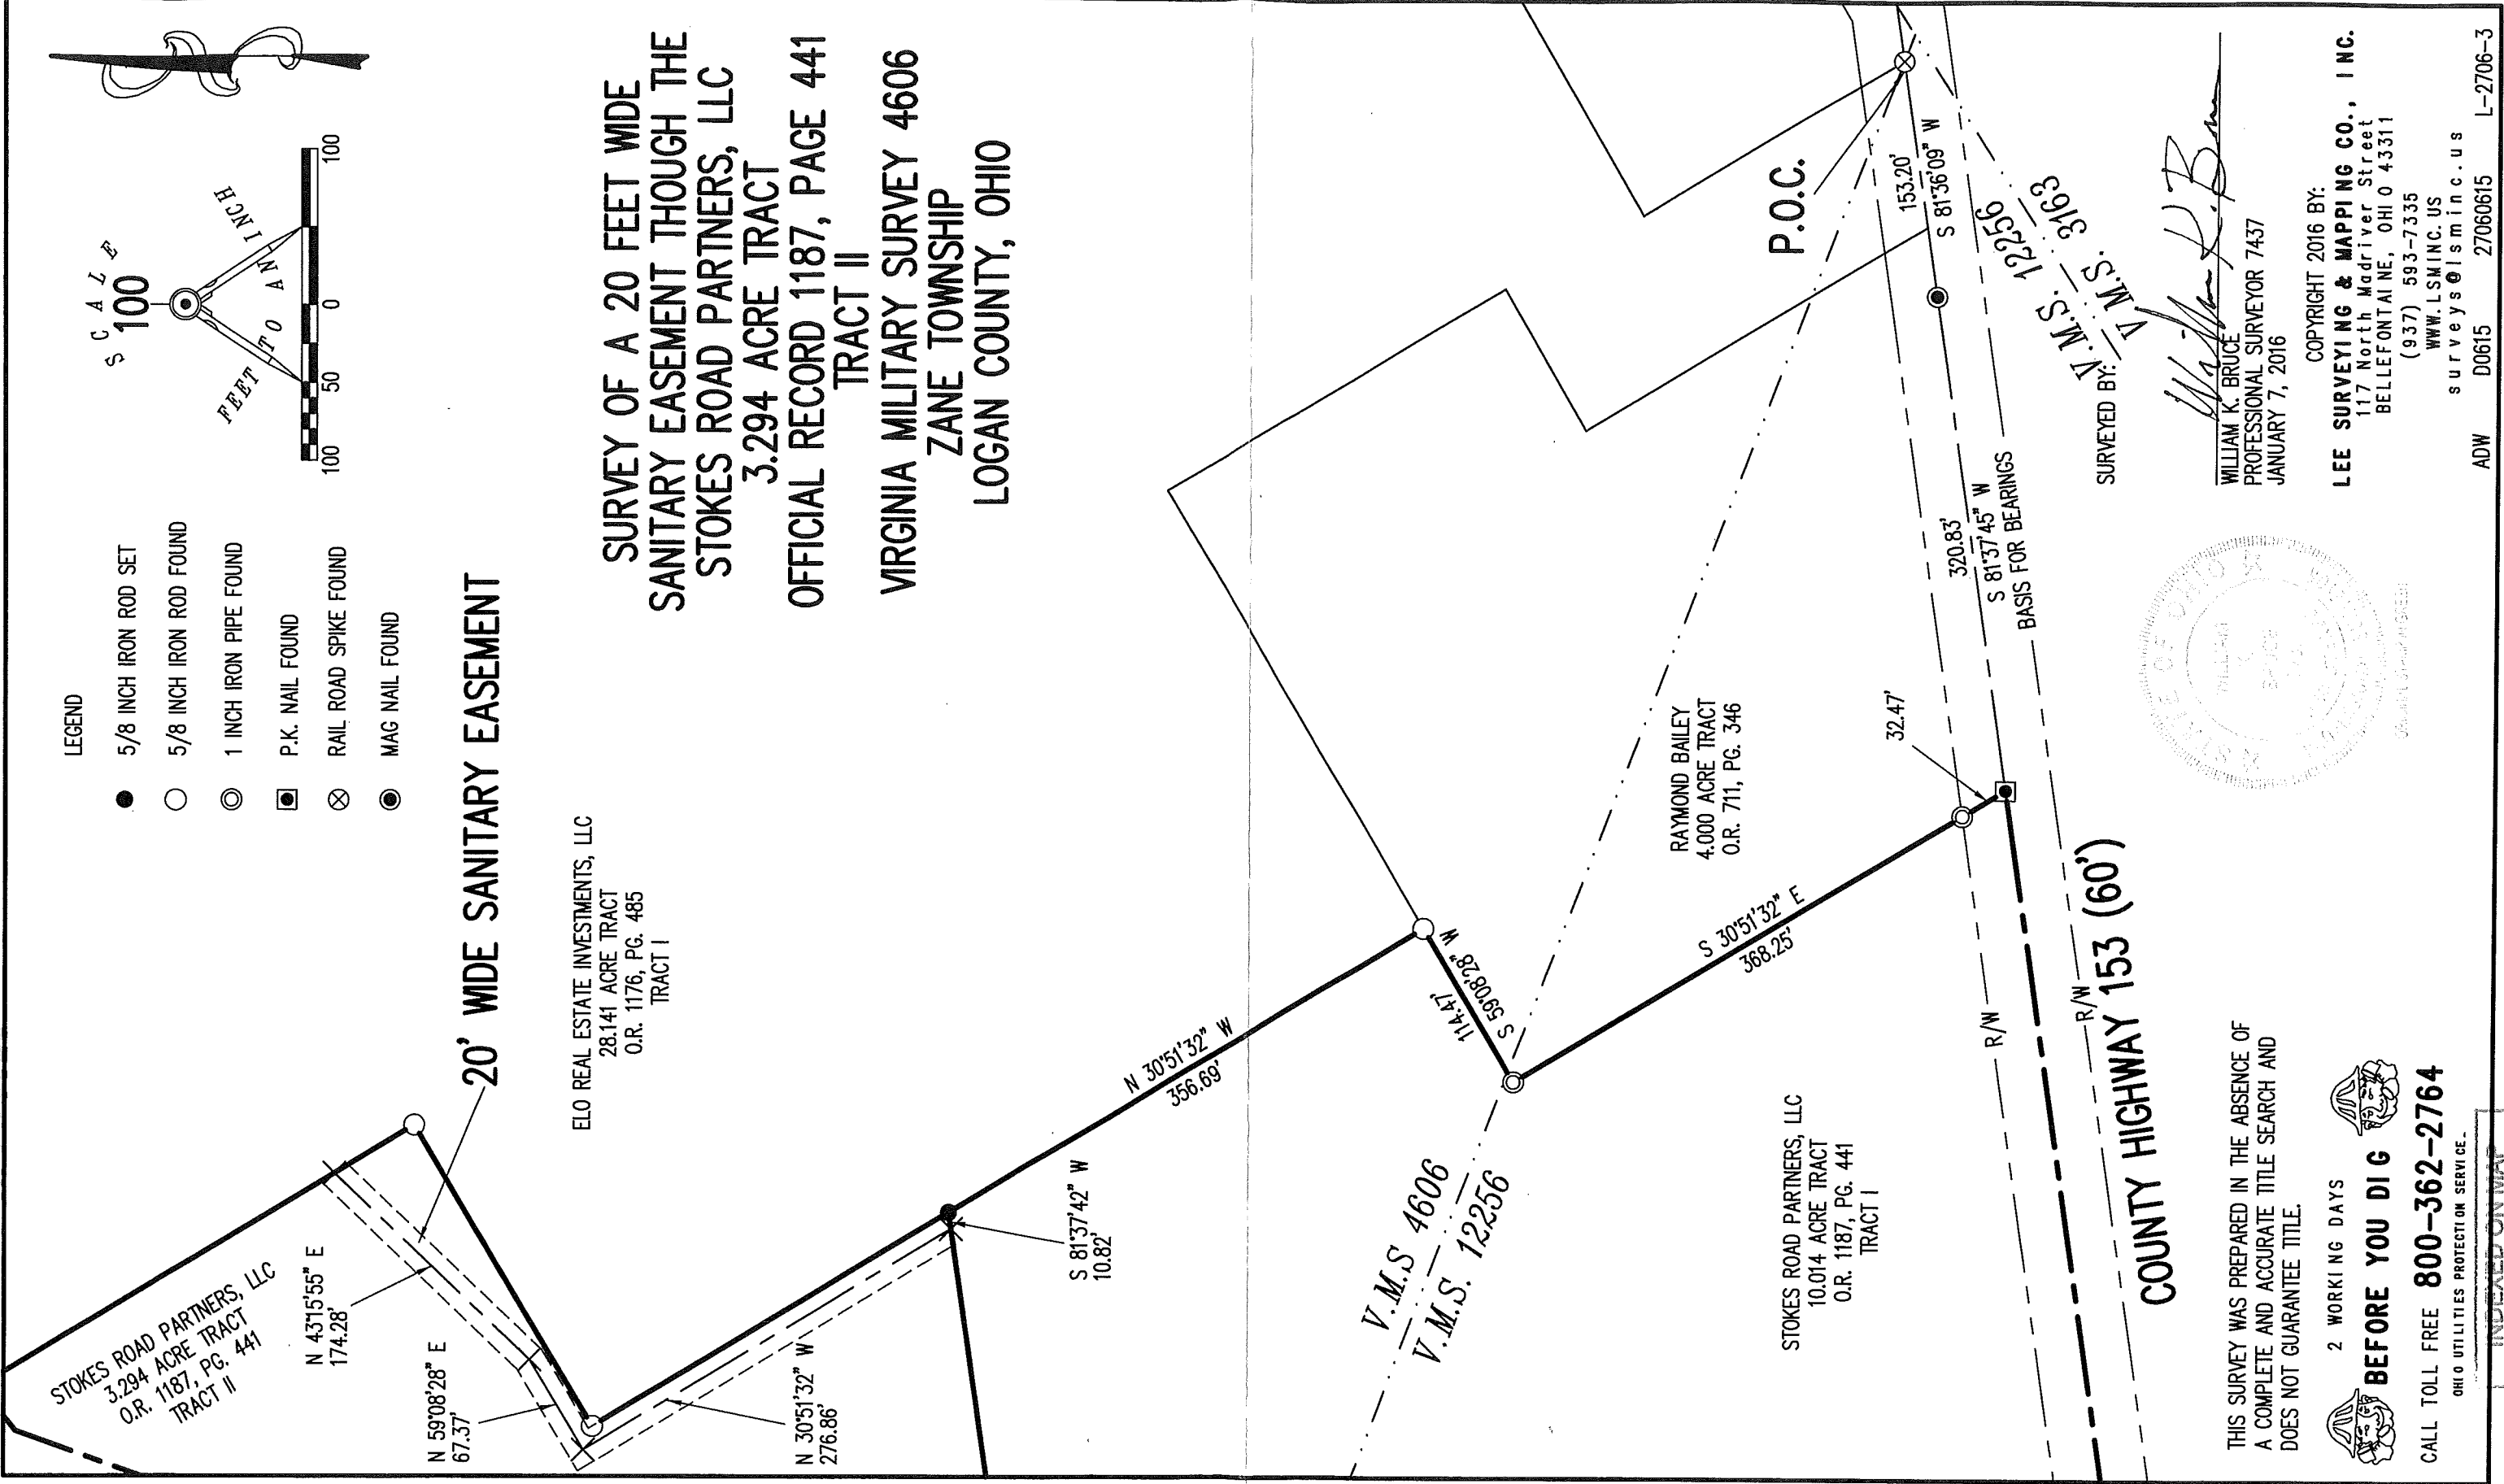 SCALE
100
FEET TO AN INCH
100 50 0 100
LEGEND
5/8 INCH IRON ROD SET
5/8 INCH IRON ROD FOUND
1 INCH IRON PIPE FOUND
P.K. NAIL FOUND
RAIL ROAD SPIKE FOUND
MAG NAIL FOUND
20' WIDE SANITARY EASEMENT
SURVEY OF A 20 FEET WIDE
SANITARY EASEMENT THOUGH THE
STOKES ROAD PARTNERS, LLC
3.294 ACRE TRACT
OFFICIAL RECORD 1187, PAGE 441
TRACT II
VIRGINIA MILITARY SURVEY 4606
ZANE TOWNSHIP
LOGAN COUNTY, OHIO
STOKES ROAD PARTNERS, LLC
3.294 ACRE TRACT
O.R. 1187, PG. 441
TRACT II
N 43°15'55" E
174.28'
N 59°08'28" E
67.37'
ELO REAL ESTATE INVESTMENTS, LLC
28.141 ACRE TRACT
O.R. 1176, PG. 485
TRACT I
N 30°51'32" W
276.86'
S 81°37'42" W
10.82'
N 30°51'32" W
356.69'
114.47'
S 59°08'28" W
V.M.S 4606
V.M.S. 12256
S 30°51'32" E
368.25'
RAYMOND BAILEY
4.000 ACRE TRACT
O.R. 711, PG. 346
32.47'
STOKES ROAD PARTNERS, LLC
10.014 ACRE TRACT
O.R. 1187, PG. 441
TRACT I
P.O.C.
153.20'
S 81°36'09" W
320.83'
S 81°37'45" W
BASIS FOR BEARINGS
V.M.S. 12256
V.M.S. 3163
R/W
R/W
COUNTY HIGHWAY 153 (60')
THIS SURVEY WAS PREPARED IN THE ABSENCE OF
A COMPLETE AND ACCURATE TITLE SEARCH AND
DOES NOT GUARANTEE TITLE.
2 WORKING DAYS
BEFORE YOU DIG
CALL TOLL FREE 800-362-2764
OHIO UTILITIES PROTECTION SERVICE.
INDEXED ON MAP
STATE OF OHIO
WILLIAM
K.
BRUCE
SURVEYED BY:
William K. Bruce
WILLIAM K. BRUCE
PROFESSIONAL SURVEYOR 7437
JANUARY 7, 2016
COPYRIGHT 2016 BY:
LEE SURVEYING & MAPPING CO., INC.
117 North Madriver Street
BELLEFONTAINE, OHIO 43311
(937) 593-7335
WWW.LSMINC.US
surveys@lsminc.us
ADW D0615 27060615 L-2706-3